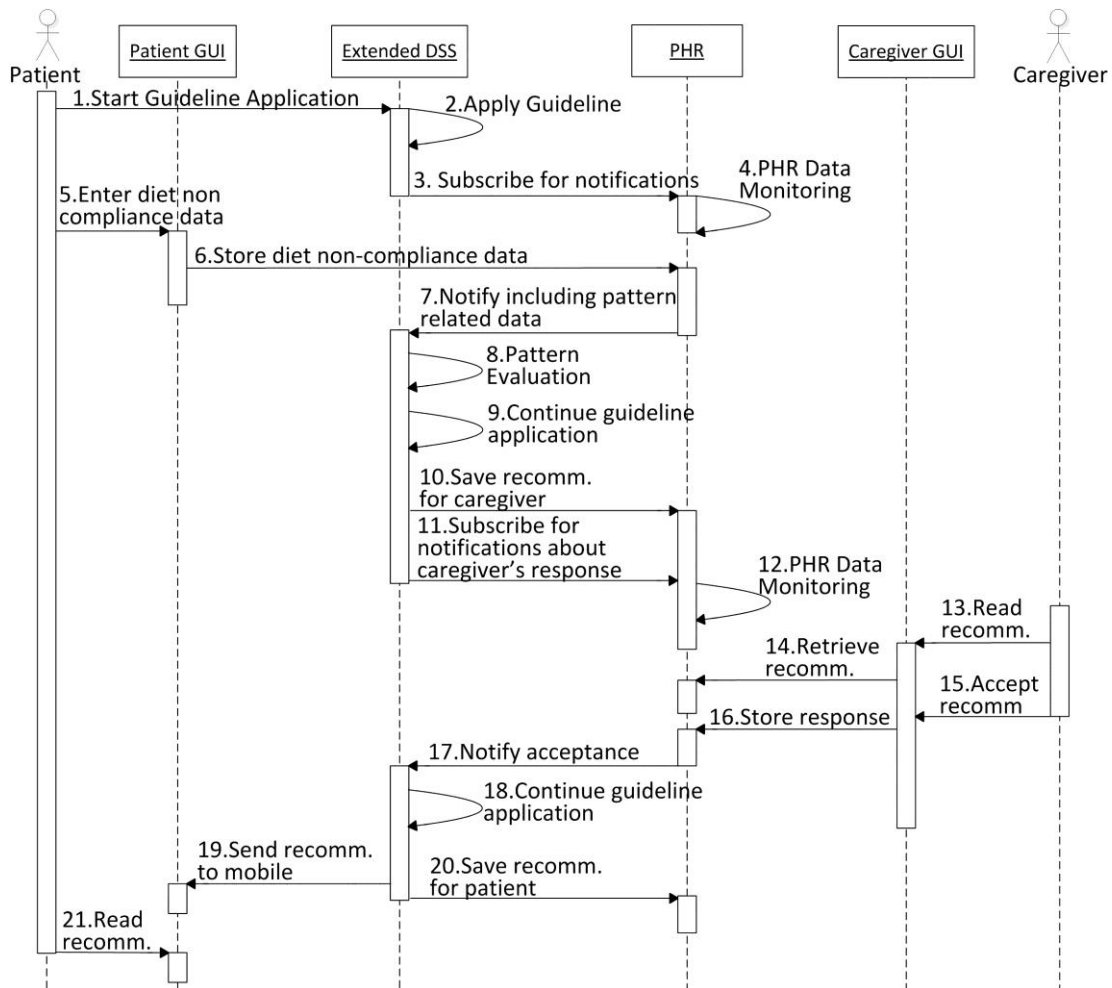 Patient GUI
Extended DSS
PHR
Caregiver GUI
Patient
Caregiver
1.Start Guideline Application
2.Apply Guideline
3. Subscribe for notifications
4.PHR Data
Monitoring
5.Enter diet non
compliance data
6.Store diet non-compliance data
7.Notify including pattern
related data
8.Pattern
Evaluation
9.Continue guideline
application
10.Save recomm.
for caregiver
11.Subscribe for
notifications about
caregiver's response
12.PHR Data
Monitoring
13.Read
recomm.
14.Retrieve
recomm.
15.Accept
recomm
16.Store response
17.Notify acceptance
18.Continue guideline
application
19.Send recomm.
to mobile
20.Save recomm.
for patient
21.Read
recomm.